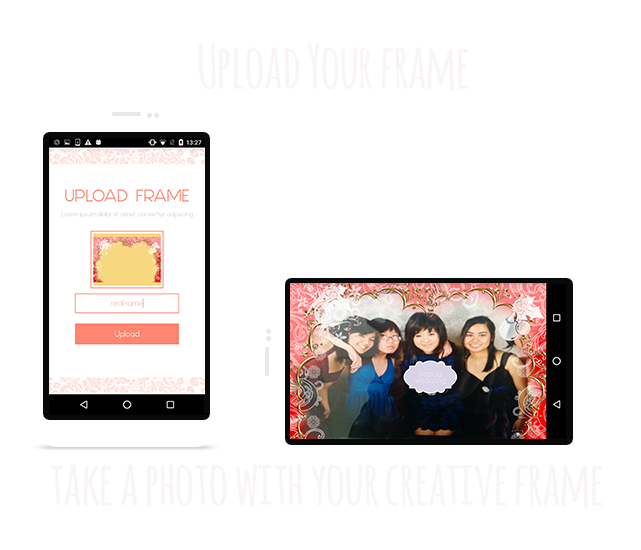 Upload Your frame
13:27
UPLOAD FRAME
Lorem ipsum dolor sit amet, consetur adipiscing
redFrame
Upload
take a photo with your creative frame